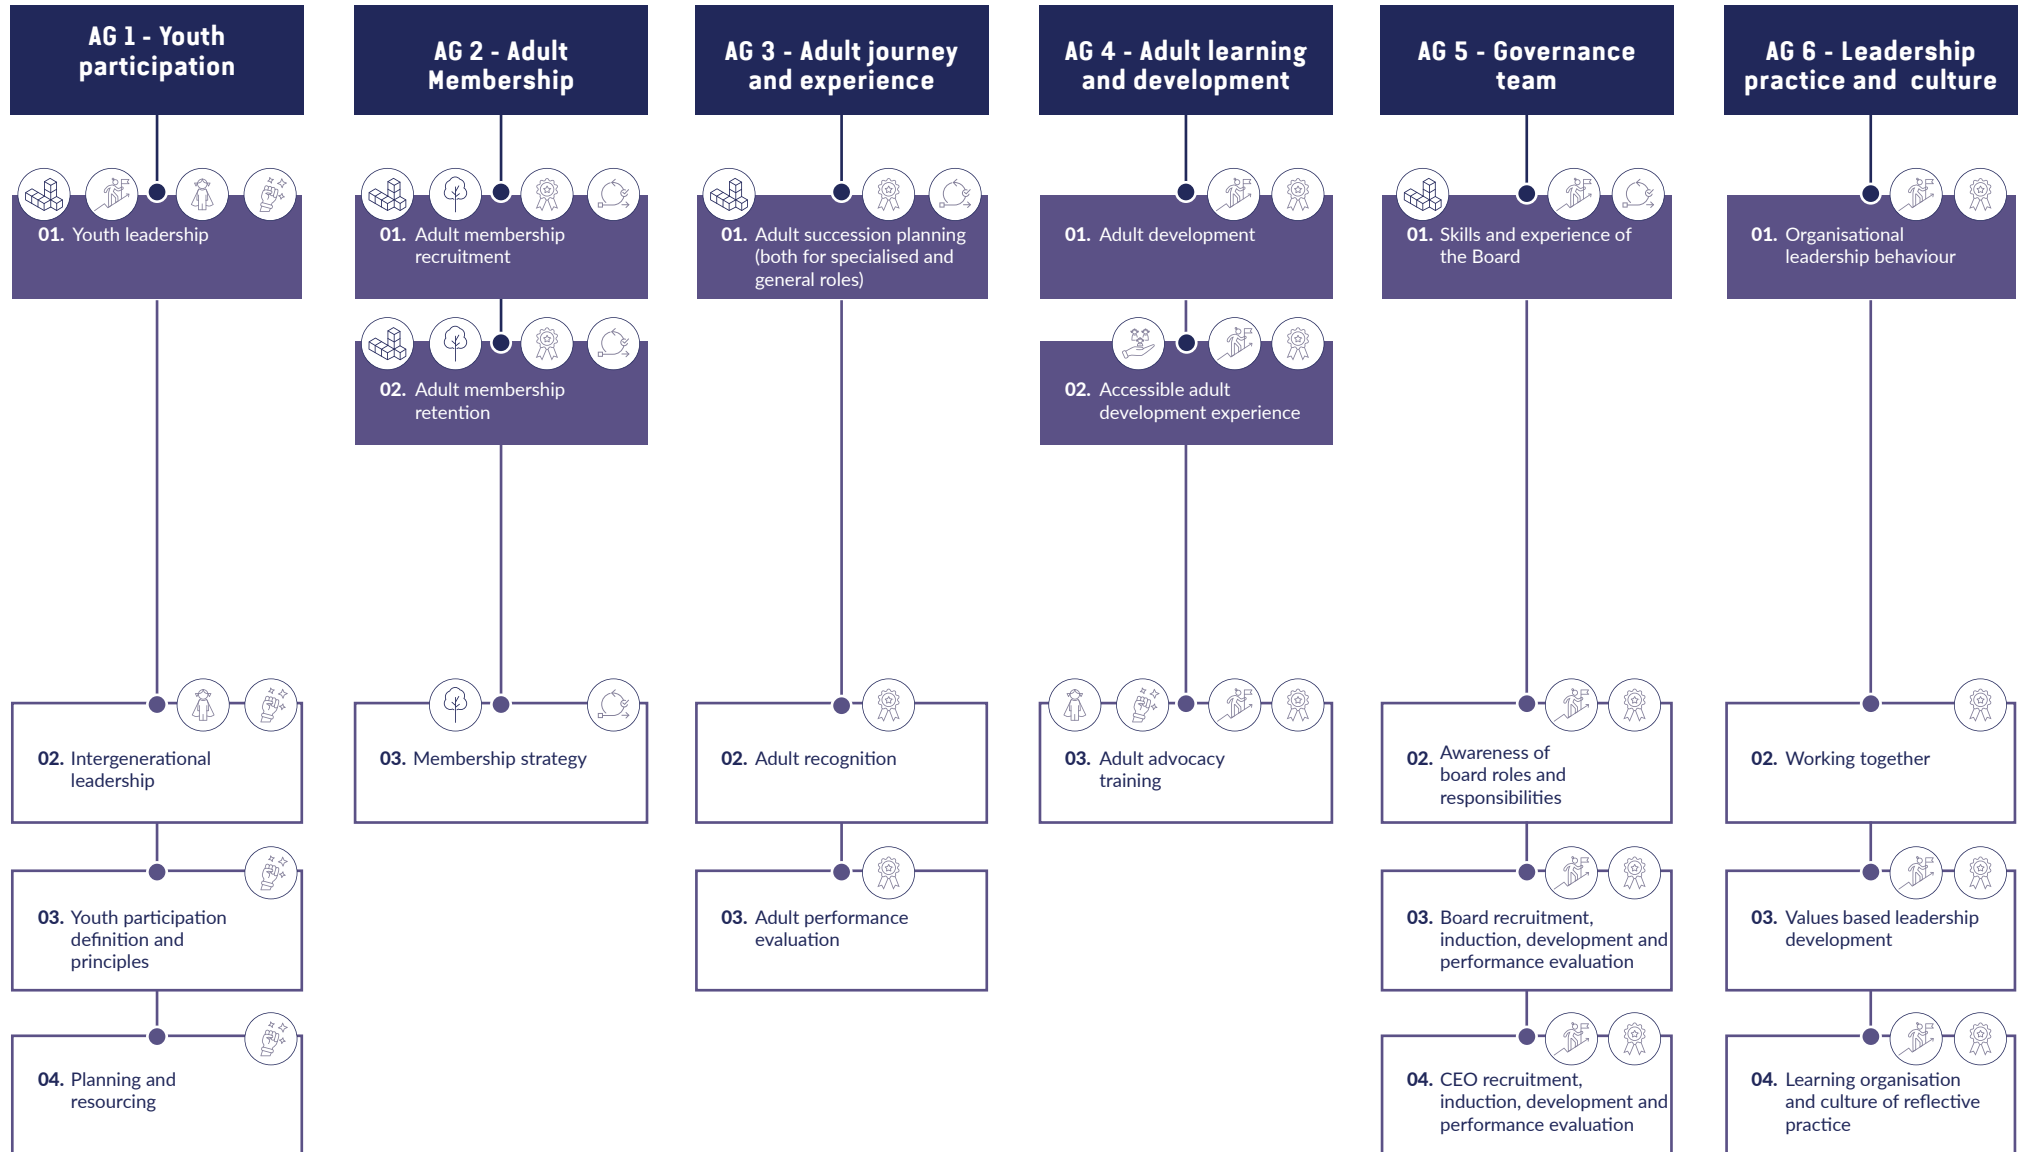 AG 1 - Youth
participation
01. Youth leadership
02. Intergenerational
leadership
03. Youth participation
definition and
principles
04. Planning and
resourcing
AG 2 - Adult
Membership
01. Adult membership
recruitment
02. Adult membership
retention
03. Membership strategy
AG 3 - Adult journey
and experience
01. Adult succession planning
(both for specialised and
general roles)
02. Adult recognition
03. Adult performance
evaluation
AG 4 - Adult learning
and development
01. Adult development
02. Accessible adult
development experience
03. Adult advocacy
training
AG 5 - Governance
team
01. Skills and experience of
the Board
02. Awareness of
board roles and
responsibilities
03. Board recruitment,
induction, development and
performance evaluation
04. CEO recruitment,
induction, development and
performance evaluation
AG 6 - Leadership
practice and culture
01. Organisational
leadership behaviour
02. Working together
03. Values based leadership
development
04. Learning organisation
and culture of reflective
practice